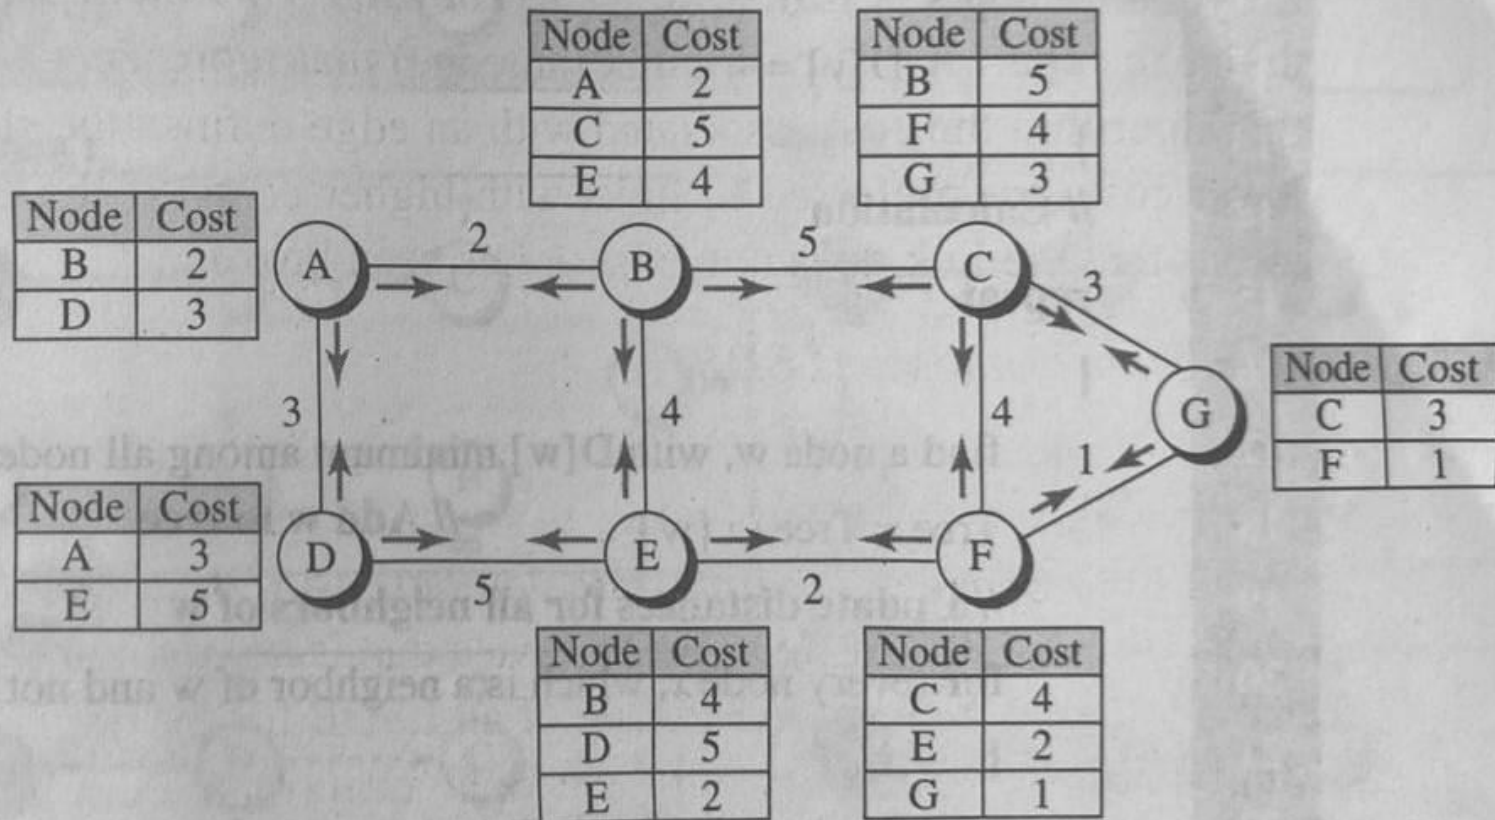 Node Cost
A 2
C 5
E 4
Node Cost
B 5
F 4
G 3
Node Cost
B 2
D 3
A 2 B 5 C 3
3 4 4 G
1
Node Cost
C 3
F 1
Node Cost
A 3
E 5
D 5 E 2 F
Node Cost
B 4
D 5
E 2
Node Cost
C 4
E 2
G 1